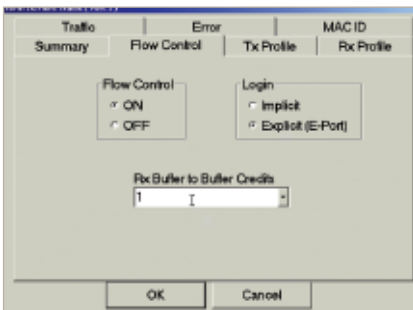 Traffic Error MAC ID
Summary Flow Control Tx Profile Rx Profile
Flow Control
ON
OFF
Login
Implicit
Explicit (E-Port)
Rx Buffer to Buffer Credits
1
OK Cancel